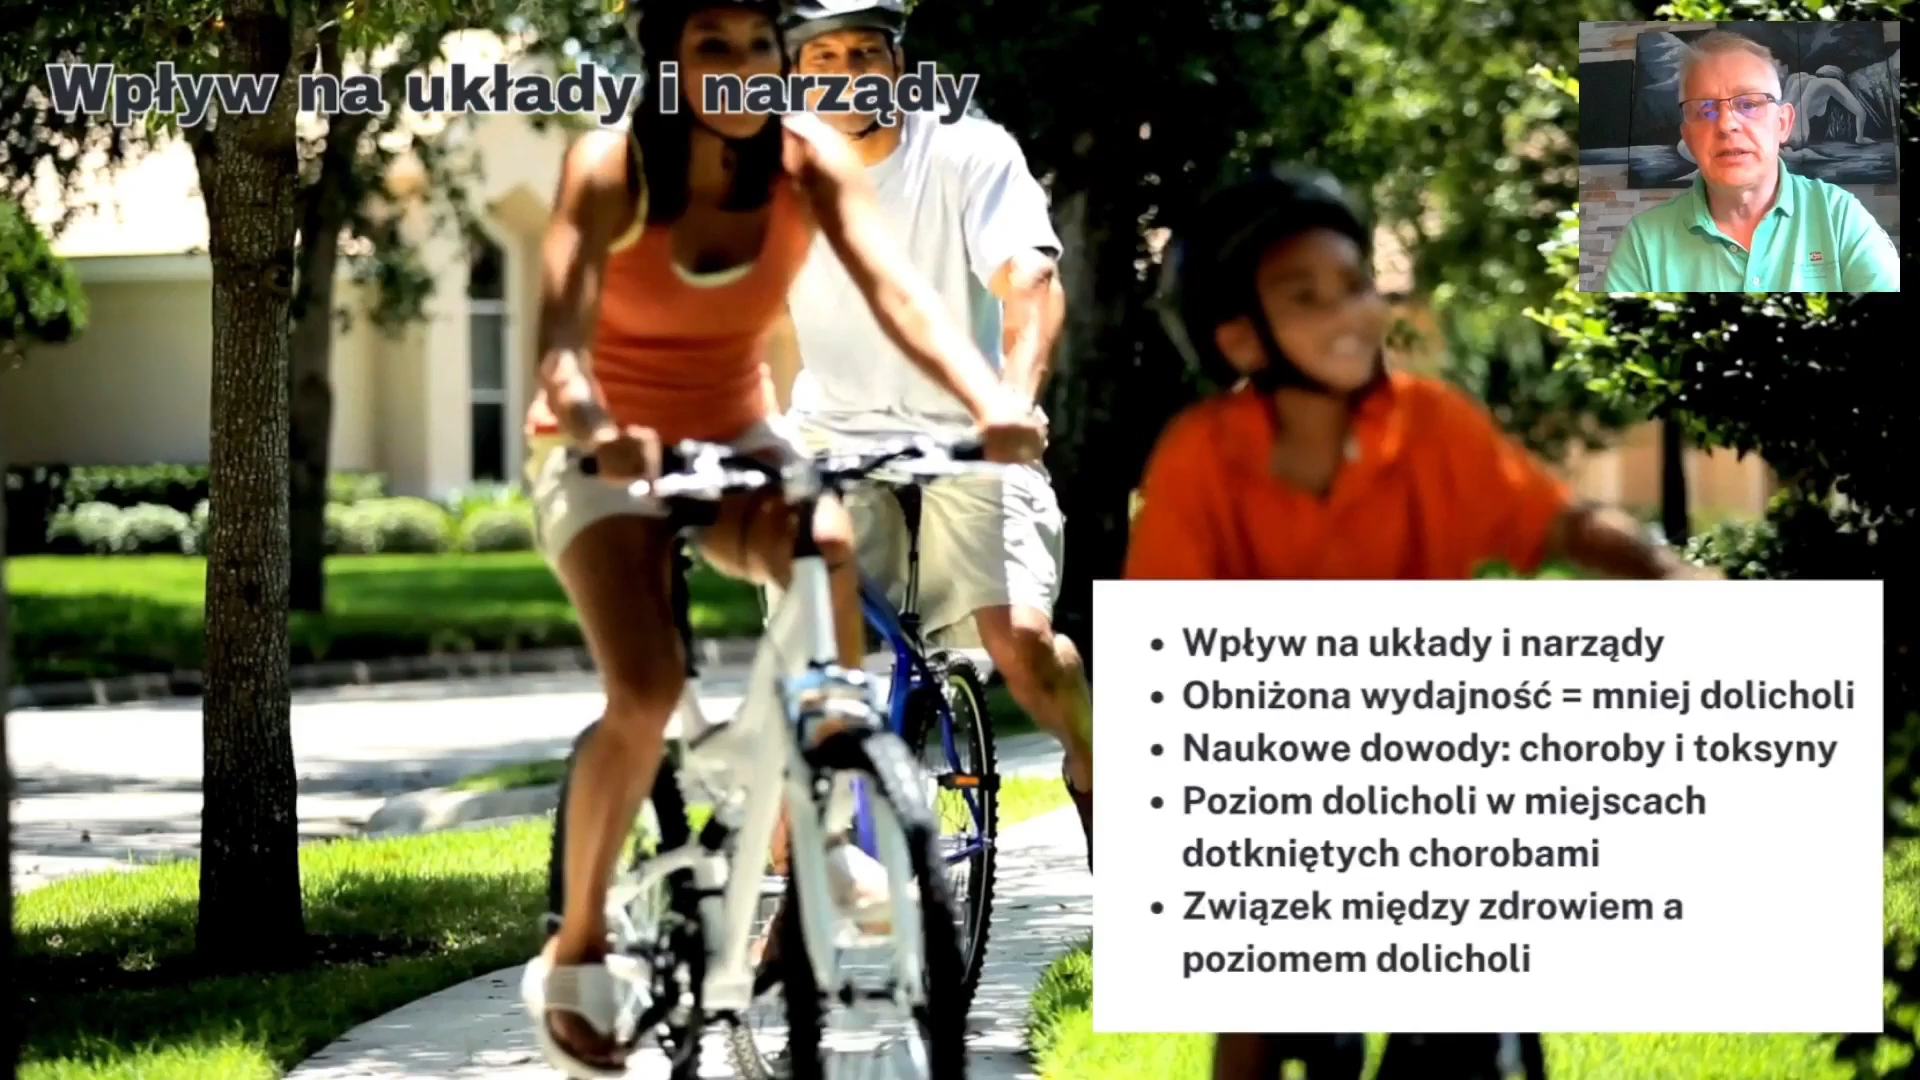 Wpływ na układy i narządy
• Wpływ na układy i narządy
• Obniżona wydajność = mniej dolicholi
• Naukowe dowody: choroby i toksyny
• Poziom dolicholi w miejscach
dotkniętych chorobami
• Związek między zdrowiem a
poziomem dolicholi